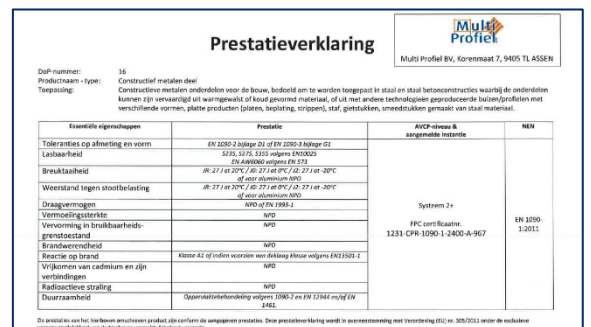 Multi
Profiel
Prestatieverklaring
Multi Profiel BV, Korenmaat 7, 9405 TL ASSEN
DoP-nummer: 16
Productnaam - type: Constructief metalen deel
Toepassing: Constructieve metalen onderdelen voor de bouw, bedoeld om te worden toegepast in staal en staal betonconstructies waarbij de onderdelen
kunnen zijn vervaardigd uit warmgewalst of koud gevormd materiaal, of uit met andere technologieën geproduceerde buizen/profielen met
verschillende vormen, platte producten (platen, beplating, strippen), staf, gietstukken, smeedstukken gemaakt van staal materiaal.
Essentiële eigenschappen Prestatie AVCP-niveau & aangemelde instantie NEN
Toleranties op afmeting en vorm EN 1090-2 bijlage D1 of EN 1090-3 bijlage G1
Lasbaarheid S235, S275, S355 volgens EN10025
EN AW6060 volgens EN 573
Breuktaaiheid JR: 27 J at 20°C / J0: 27 J at 0°C / J2: 27 J at -20°C
of voor aluminium NPD
Weerstand tegen stootbelasting JR: 27 J at 20°C / J0: 27 J at 0°C / J2: 27 J at -20°C
of voor aluminium NPD
Draagvermogen NPD of EN 1993-1
Vermoeiingssterkte NPD
Vervorming in bruikbaarheids-
grenstoestand NPD
Brandwerendheid NPD
Reactie op brand Klasse A1 of indien voorzien van deklaag klasse volgens EN13501-1
Vrijkomen van cadmium en zijn
verbindingen NPD
Radioactieve straling NPD
Duurzaamheid Oppervlaktebehandeling volgens 1090-2 en EN 12944 en/of EN
1461.
Systeem 2+
FPC certificaatnr.
1231-CPR-1090-1-2400-A-967
EN 1090-
1:2011
De prestaties van het hierboven omschreven product zijn conform de aangegeven prestaties. Deze prestatieverklaring wordt in overeenstemming met Verordening (EU) nr. 305/2011 onder de exclusieve